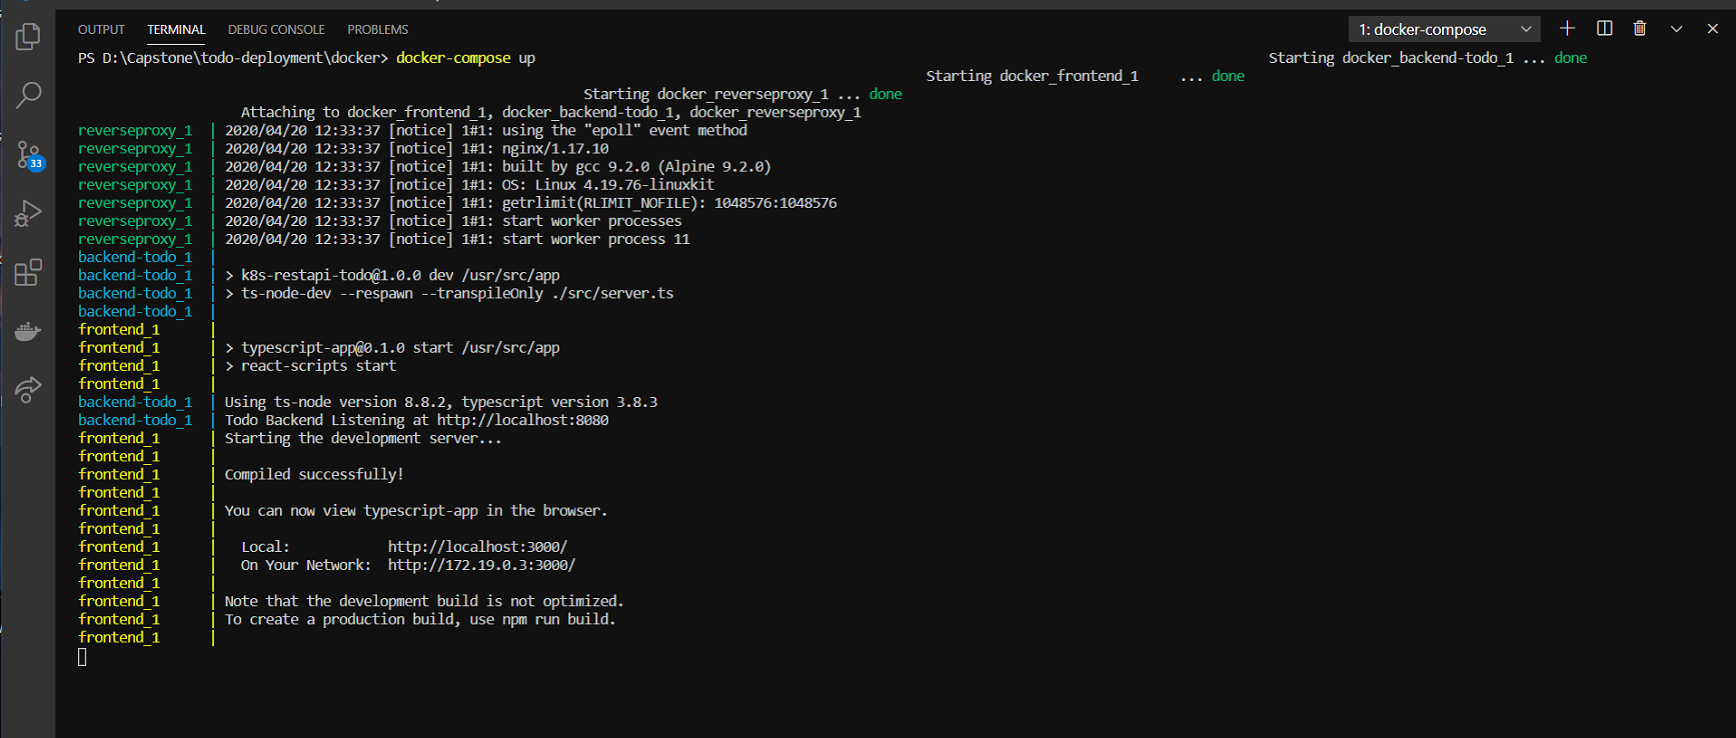 OUTPUT TERMINAL DEBUG CONSOLE PROBLEMS 1: docker-compose
PS D:\Capstone\todo-deployment\docker> docker-compose up
Starting docker_backend-todo_1 ... done
Starting docker_frontend_1 ... done
Starting docker_reverseproxy_1 ... done
Attaching to docker_frontend_1, docker_backend-todo_1, docker_reverseproxy_1
reverseproxy_1 | 2020/04/20 12:33:37 [notice] 1#1: using the "epoll" event method
reverseproxy_1 | 2020/04/20 12:33:37 [notice] 1#1: nginx/1.17.10
reverseproxy_1 | 2020/04/20 12:33:37 [notice] 1#1: built by gcc 9.2.0 (Alpine 9.2.0)
reverseproxy_1 | 2020/04/20 12:33:37 [notice] 1#1: OS: Linux 4.19.76-linuxkit
reverseproxy_1 | 2020/04/20 12:33:37 [notice] 1#1: getrlimit(RLIMIT_NOFILE): 1048576:1048576
reverseproxy_1 | 2020/04/20 12:33:37 [notice] 1#1: start worker processes
reverseproxy_1 | 2020/04/20 12:33:37 [notice] 1#1: start worker process 11
backend-todo_1 |
33
backend-todo_1 | > k8s-restapi-todo@1.0.0 dev /usr/src/app
backend-todo_1 | > ts-node-dev --respawn --transpileOnly ./src/server.ts
backend-todo_1 |
frontend_1 |
frontend_1 | > typescript-app@0.1.0 start /usr/src/app
frontend_1 | > react-scripts start
frontend_1 |
backend-todo_1 | Using ts-node version 8.8.2, typescript version 3.8.3
backend-todo_1 | Todo Backend Listening at http://localhost:8080
frontend_1 | Starting the development server...
frontend_1 |
frontend_1 | Compiled successfully!
frontend_1 |
frontend_1 | You can now view typescript-app in the browser.
frontend_1 |
frontend_1 | Local: http://localhost:3000/
frontend_1 | On Your Network: http://172.19.0.3:3000/
frontend_1 |
frontend_1 | Note that the development build is not optimized.
frontend_1 | To create a production build, use npm run build.
frontend_1 |